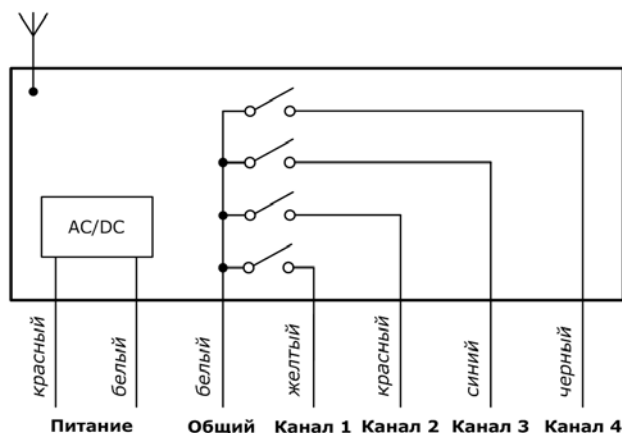 AC/DC
красный
белый
белый
желтый
красный
синий
черный
Питание Общий Канал 1 Канал 2 Канал 3 Канал 4